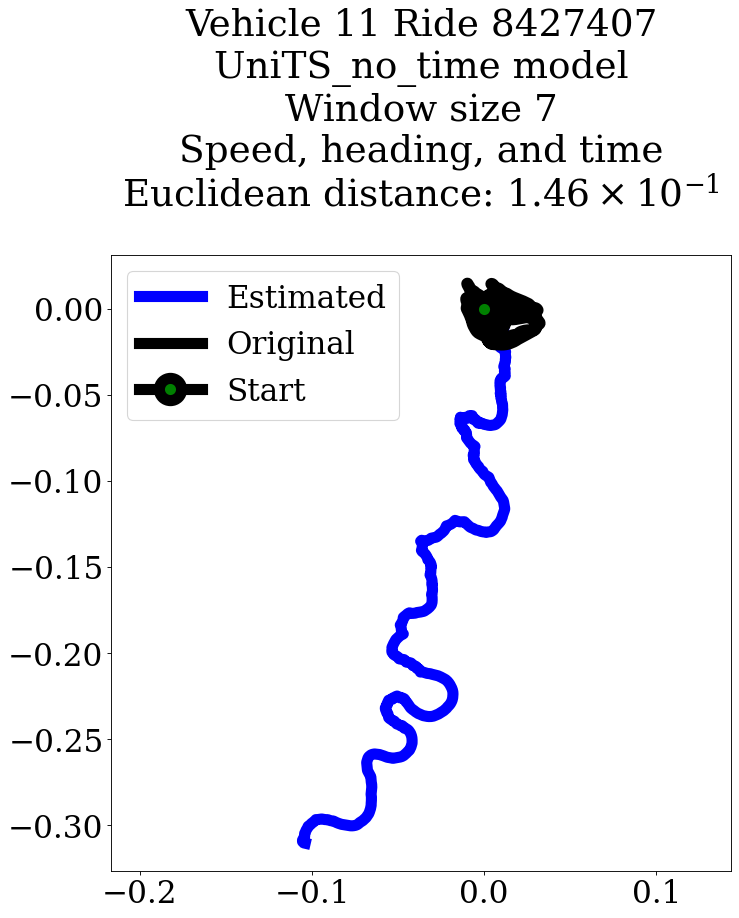 Vehicle 11 Ride 8427407
UniTS_no_time model
Window size 7
Speed, heading, and time
Euclidean distance: 1.46 × 10⁻¹
Estimated
Original
Start
0.00
−0.05
−0.10
−0.15
−0.20
−0.25
−0.30
−0.2 −0.1 0.0 0.1